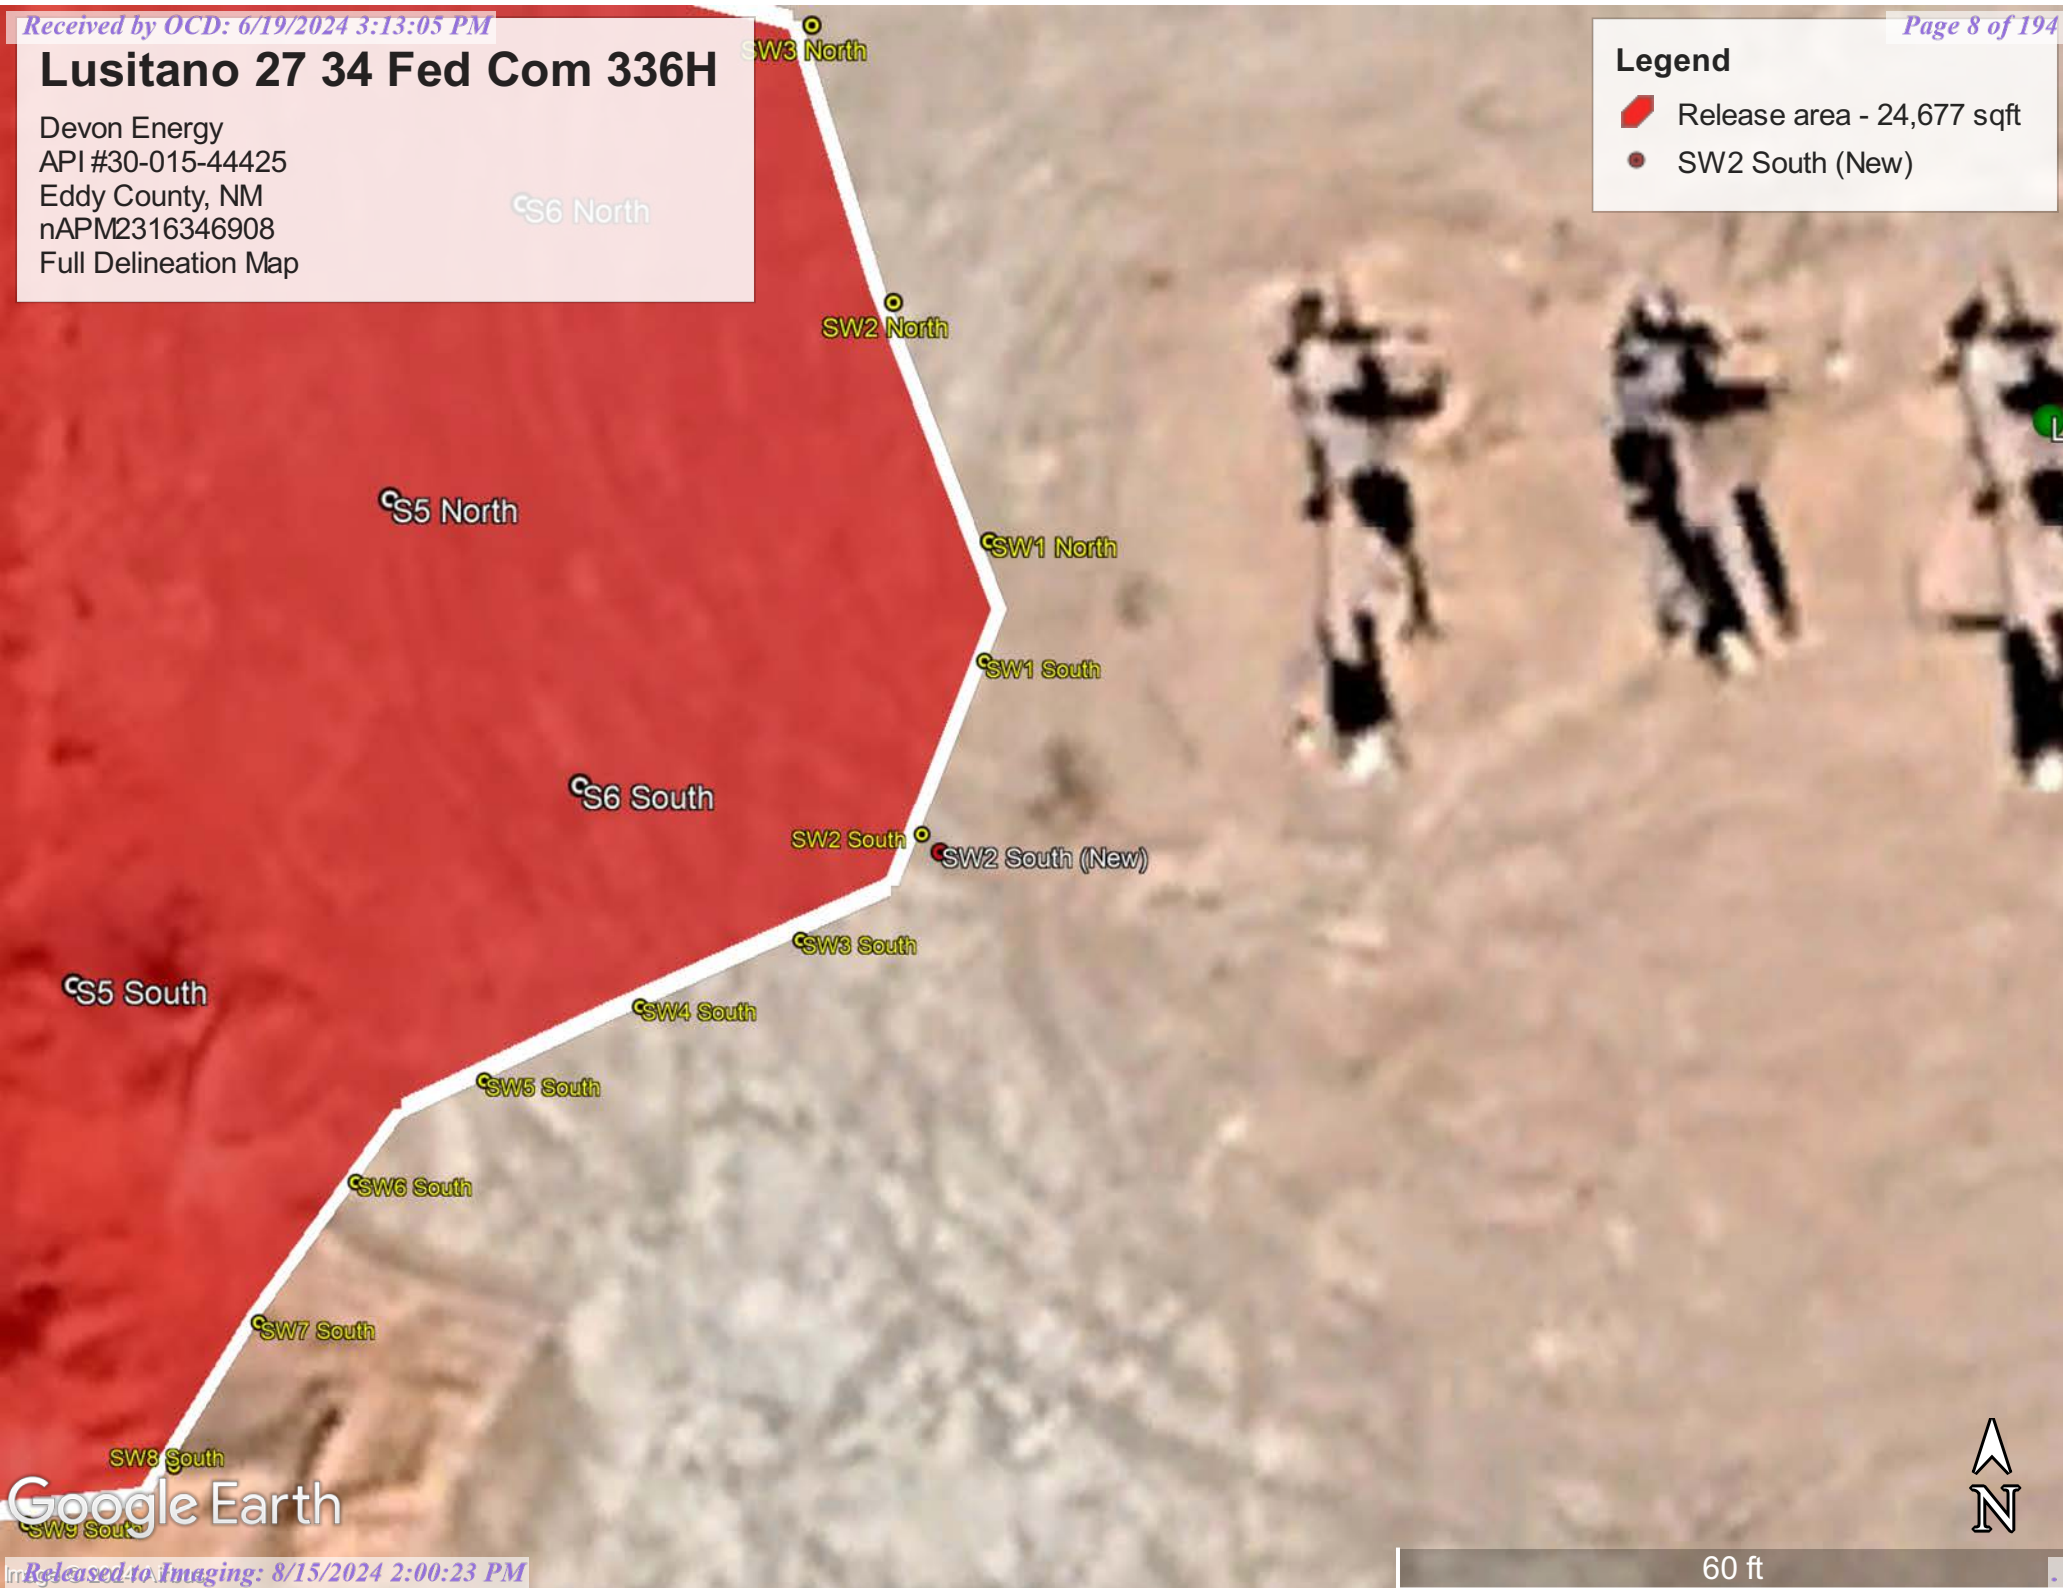 Received by OCD: 6/19/2024 3:13:05 PM
Page 8 of 194
Lusitano 27 34 Fed Com 336H
Devon Energy
API #30-015-44425
Eddy County, NM
nAPM2316346908
Full Delineation Map
Legend
Release area - 24,677 sqft
SW2 South (New)
SW3 North
S6 North
SW2 North
S5 North
SW1 North
SW1 South
S6 South
SW2 South
SW2 South (New)
SW3 South
S5 South
SW4 South
SW5 South
SW6 South
SW7 South
SW8 South
Google Earth
SW9 South
N
60 ft
Released to Imaging: 8/15/2024 2:00:23 PM